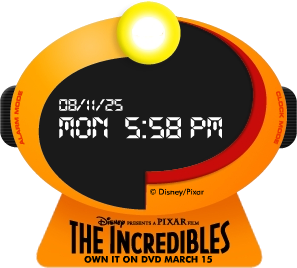 08/11/25
MON 5:58 PM
ALARM MODE
CLOCK MODE
© Disney/Pixar
Disney PRESENTS A PIXAR FILM
THE INCREDIBLES
OWN IT ON DVD MARCH 15